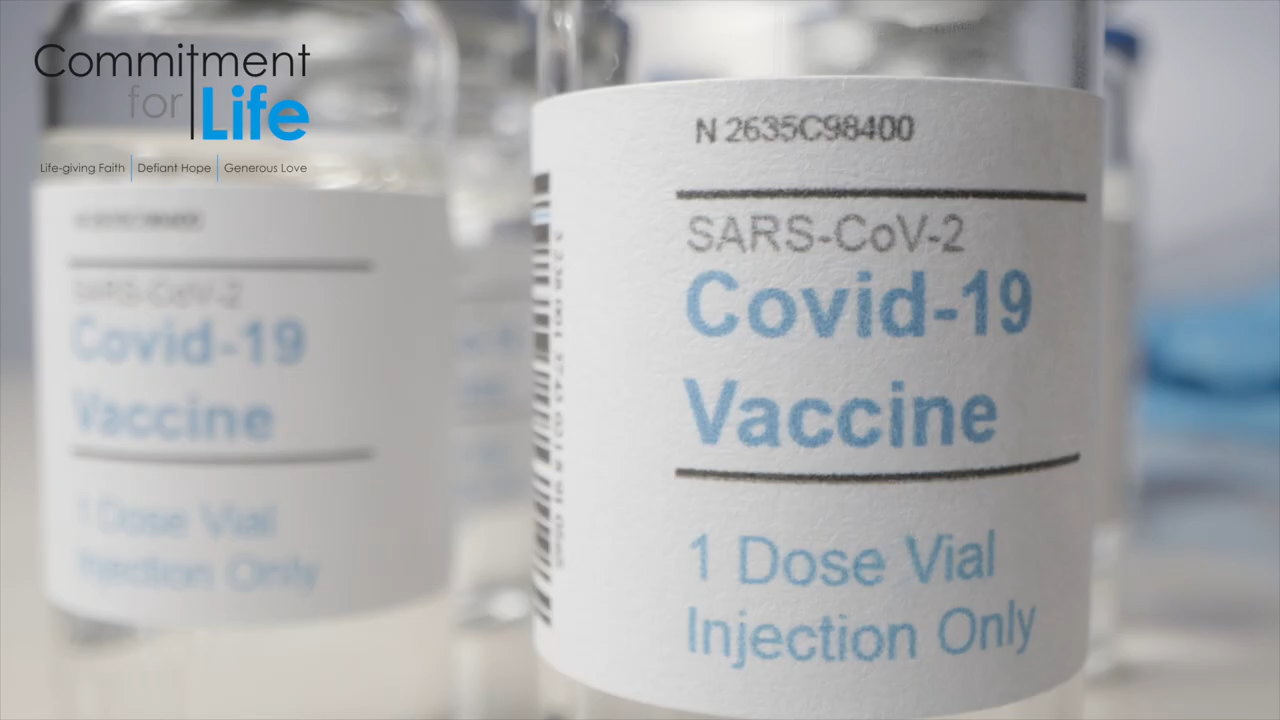 Commitment
for Life
Life-giving Faith | Defiant Hope | Generous Love
N 2635C98400
SARS-CoV-2
Covid-19
Vaccine
1 Dose Vial
Injection Only
SARS-CoV-2
Covid-19
Vaccine
1 Dose Vial
Injection Only